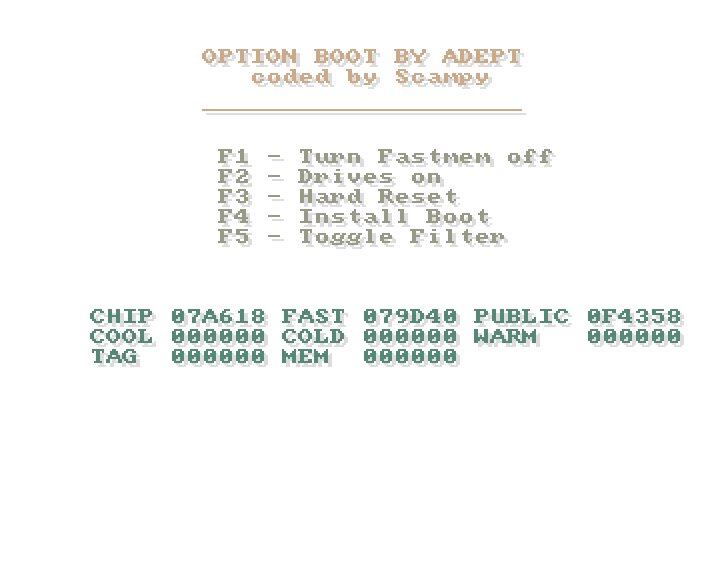 OPTION BOOT BY ADEPT
coded by Scampy
F1 - Turn Fastmem off
F2 - Drives on
F3 - Hard Reset
F4 - Install Boot
F5 - Toggle Filter
CHIP 07A618 FAST 079D40 PUBLIC 0F4358
COOL 000000 COLD 000000 WARM 000000
TAG 000000 MEM 000000